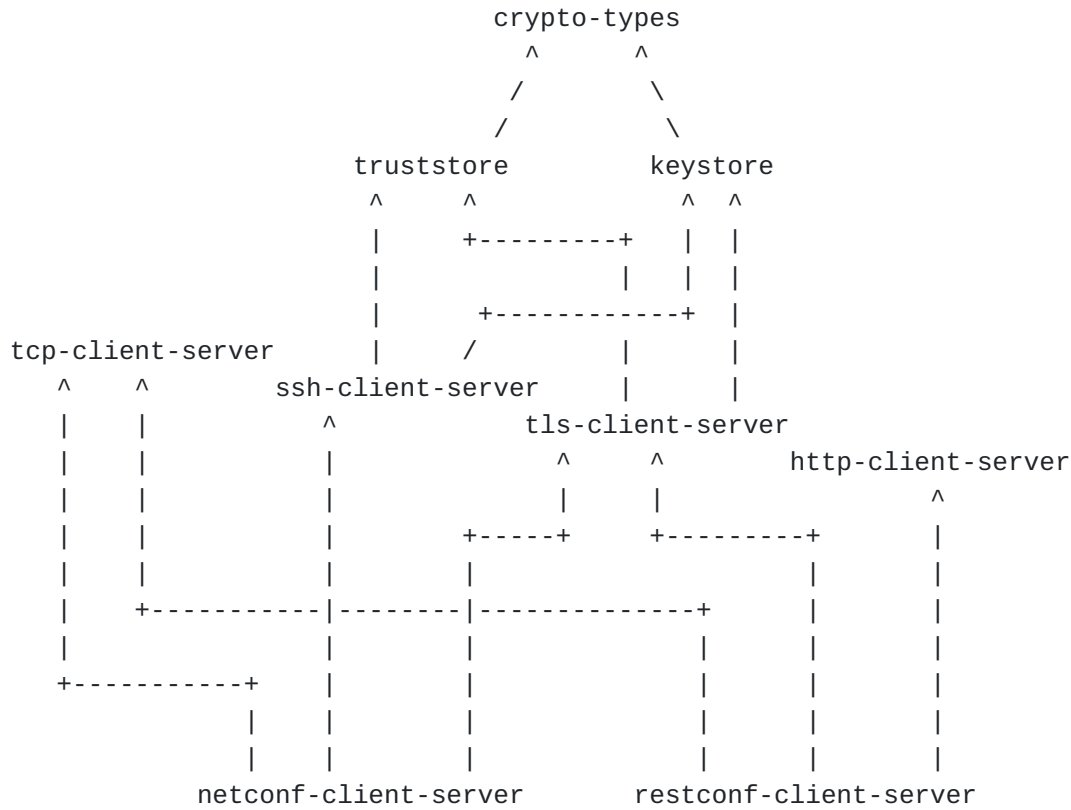 crypto-types
truststore keystore
tcp-client-server
ssh-client-server
tls-client-server
http-client-server
netconf-client-server restconf-client-server